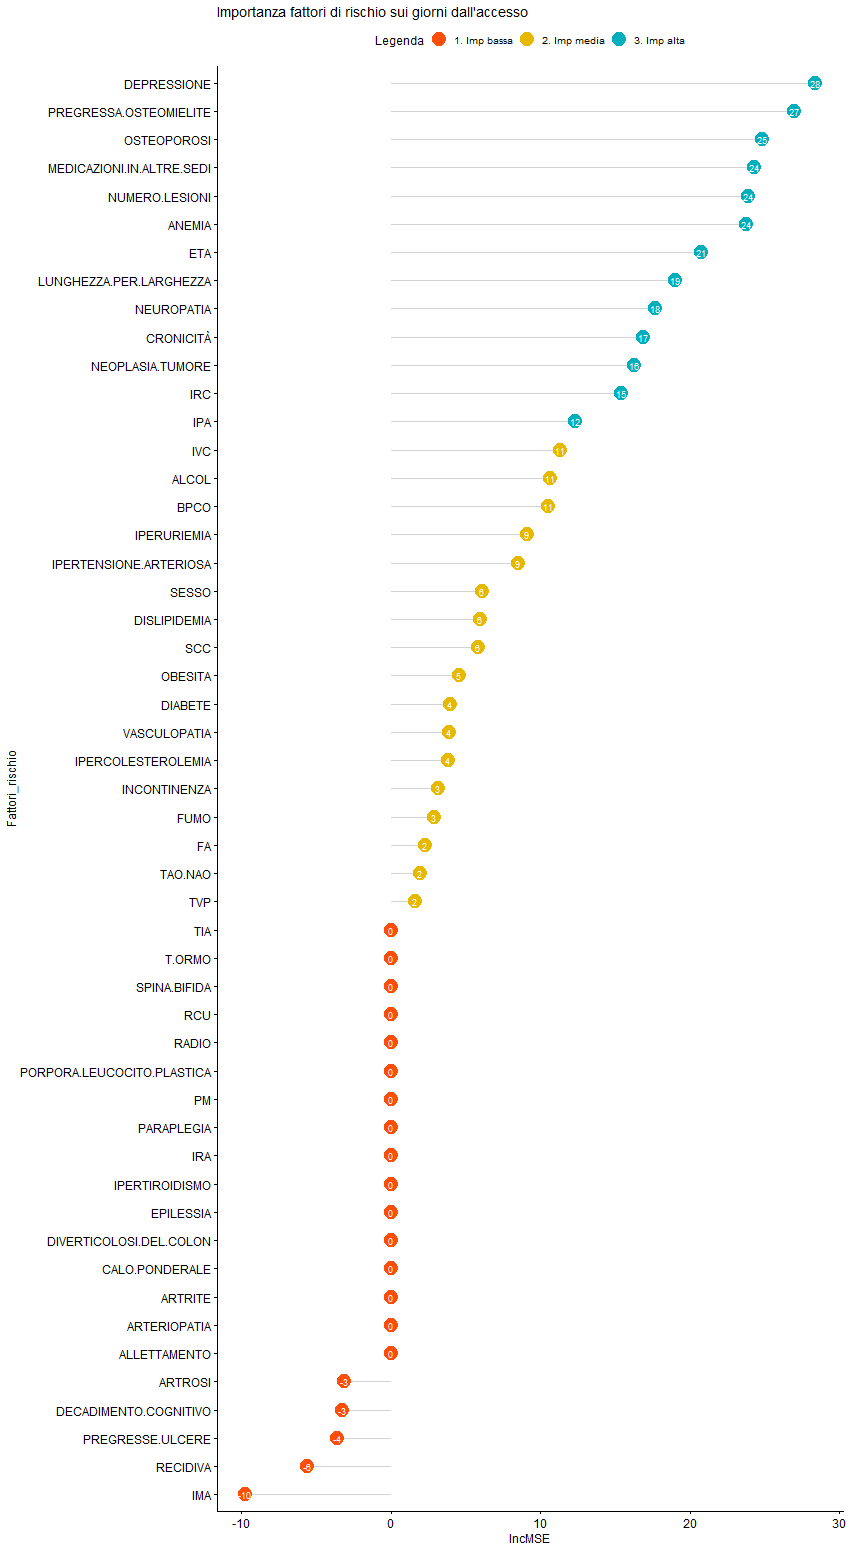 Importanza fattori di rischio sui giorni dall'accesso
Legenda 1. Imp bassa 2. Imp media 3. Imp alta
DEPRESSIONE 28
PREGRESSA.OSTEOMIELITE 27
OSTEOPOROSI 25
MEDICAZIONI.IN.ALTRE.SEDI 24
NUMERO.LESIONI 24
ANEMIA 24
ETA 21
LUNGHEZZA.PER.LARGHEZZA 19
NEUROPATIA 18
CRONICITÀ 17
NEOPLASIA.TUMORE 16
IRC 15
IPA 12
IVC 11
ALCOL 11
BPCO 11
IPERURIEMIA 9
IPERTENSIONE.ARTERIOSA 9
SESSO 6
DISLIPIDEMIA 6
SCC 6
OBESITA 5
DIABETE 4
VASCULOPATIA 4
IPERCOLESTEROLEMIA 4
INCONTINENZA 3
FUMO 3
FA 2
TAO.NAO 2
TVP 2
TIA 0
T.ORMO 0
SPINA.BIFIDA 0
RCU 0
RADIO 0
PORPORA.LEUCOCITO.PLASTICA 0
PM 0
PARAPLEGIA 0
IRA 0
IPERTIROIDISMO 0
EPILESSIA 0
DIVERTICOLOSI.DEL.COLON 0
CALO.PONDERALE 0
ARTRITE 0
ARTERIOPATIA 0
ALLETTAMENTO 0
ARTROSI -3
DECADIMENTO.COGNITIVO -3
PREGRESSE.ULCERE -4
RECIDIVA -6
IMA -10
Fattori_rischio
-10 0 10 20 30
IncMSE